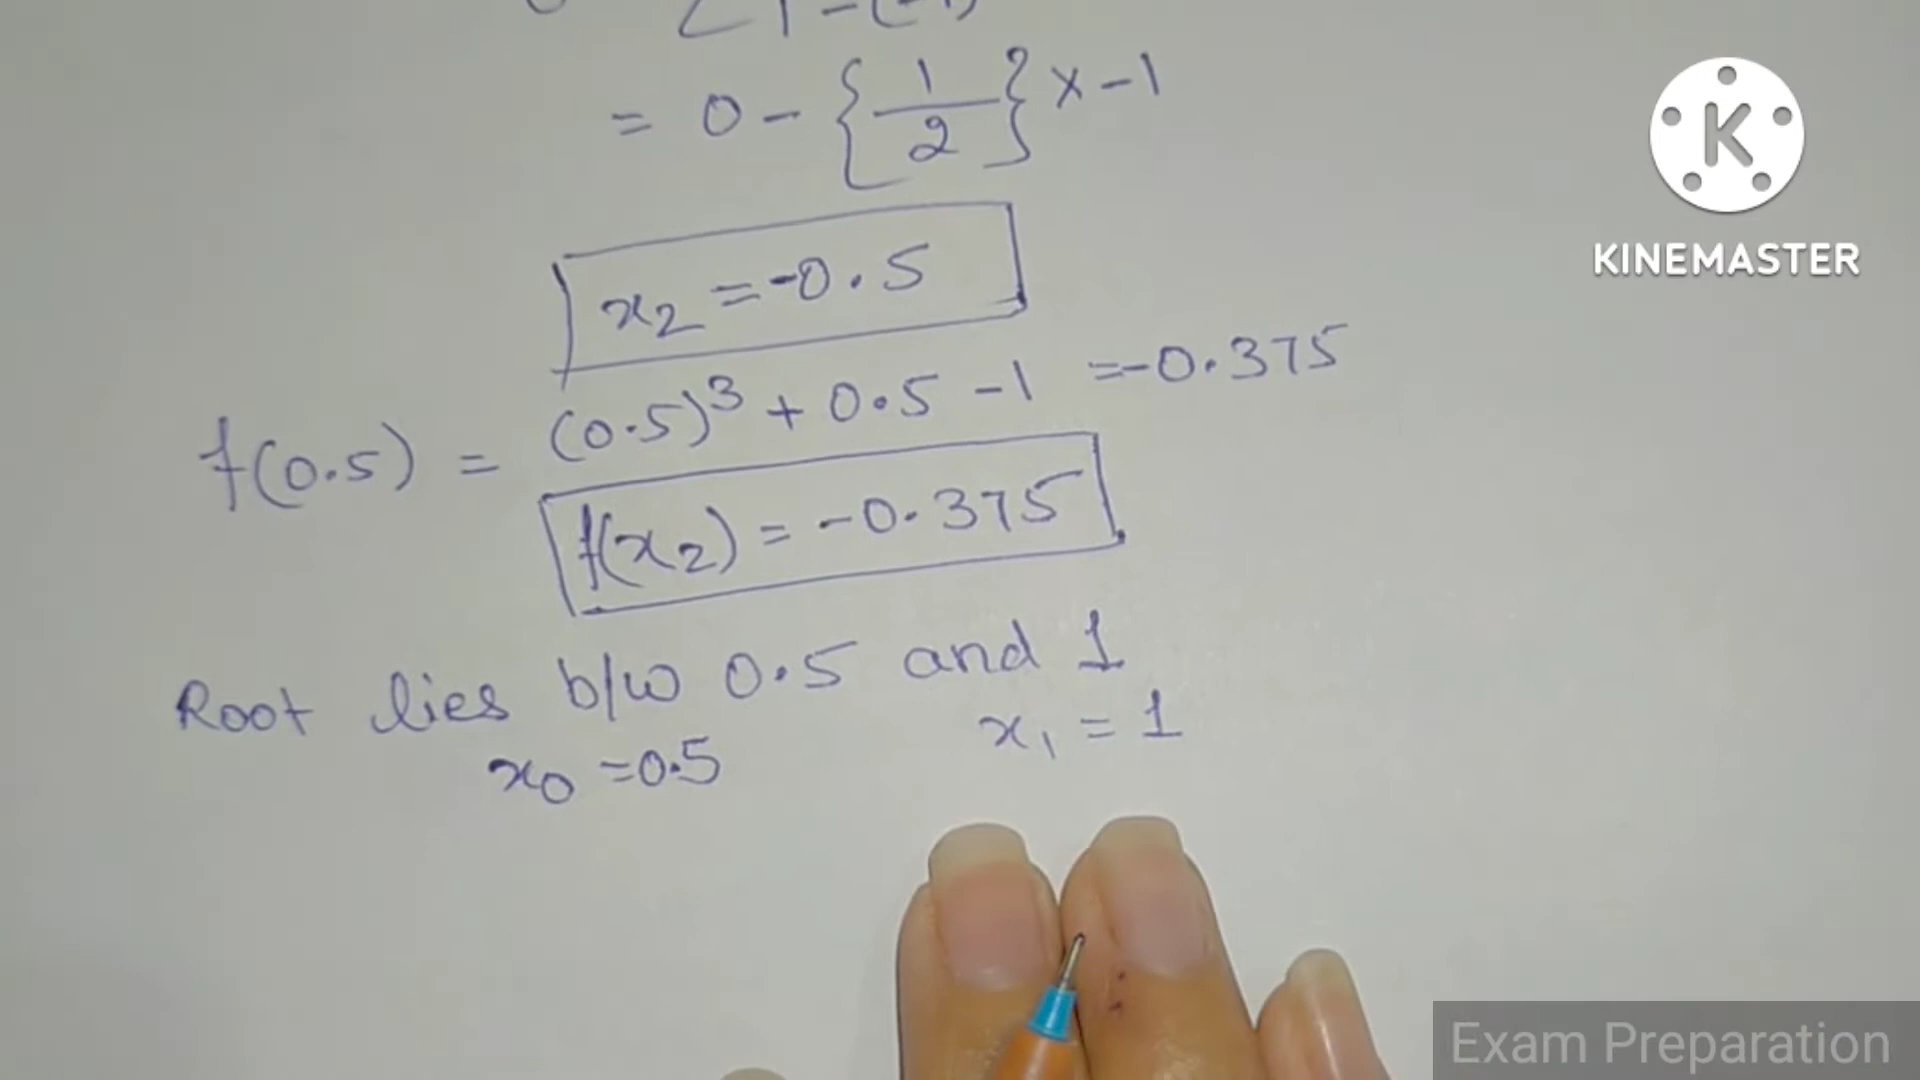 = 0 - {1/2} x - 1
x₂ = -0.5
f(0.5) = (0.5)³ + 0.5 - 1 = -0.375
f(x₂) = -0.375
Root lies b/w 0.5 and 1
x₀ = 0.5 x₁ = 1
K
KINEMASTER
Exam Preparation